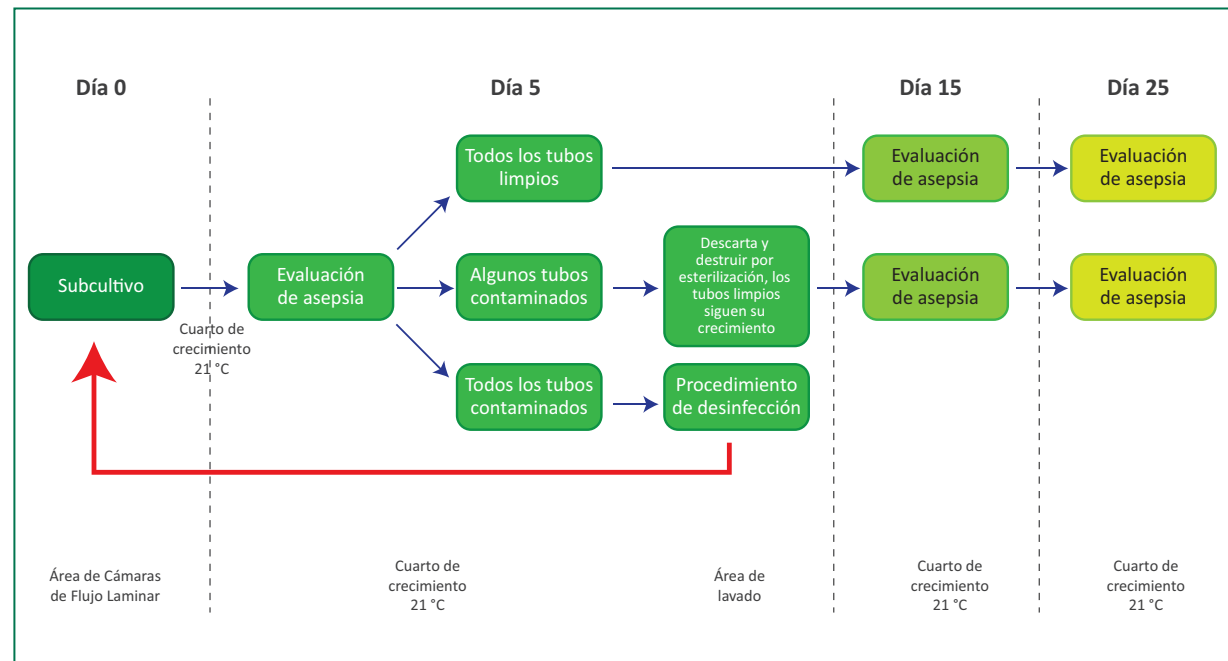 Día 0
Día 5
Día 15
Día 25
Todos los tubos
limpios
Evaluación
de asepsia
Evaluación
de asepsia
Subcultivo
Evaluación
de asepsia
Algunos tubos
contaminados
Descarta y
destruir por
esterilización, los
tubos limpios
siguen su
crecimiento
Evaluación
de asepsia
Evaluación
de asepsia
Cuarto de
crecimiento
21 °C
Todos los tubos
contaminados
Procedimiento
de desinfección
Área de Cámaras
de Flujo Laminar
Cuarto de
crecimiento
21 °C
Área de
lavado
Cuarto de
crecimiento
21 °C
Cuarto de
crecimiento
21 °C